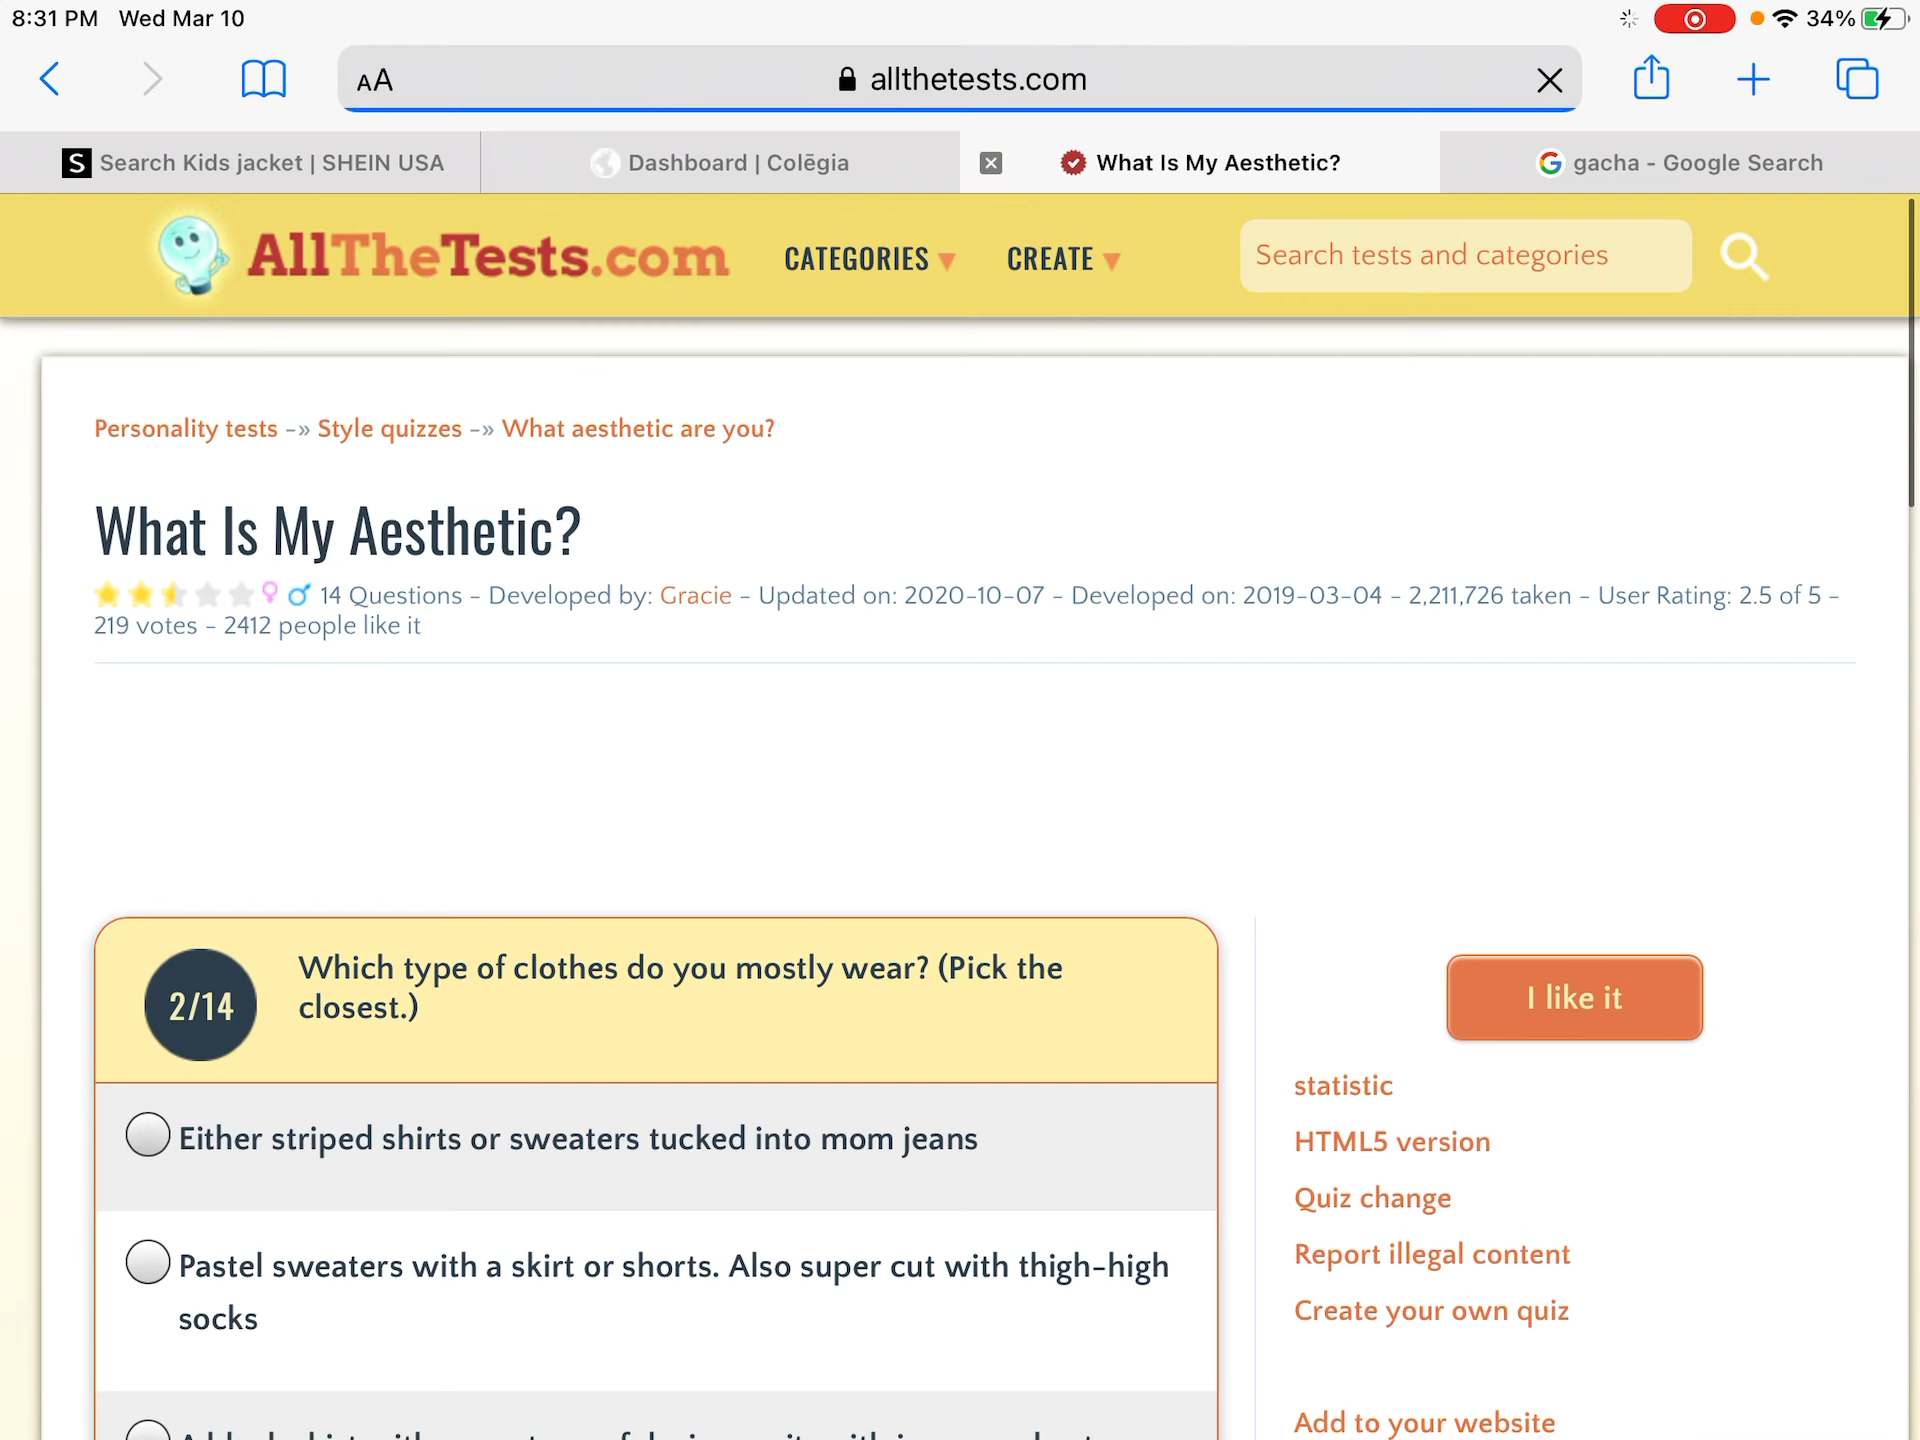 8:31 PM Wed Mar 10
34%
AA allthetests.com
S Search Kids jacket | SHEIN USA
Dashboard | Colēgia
What Is My Aesthetic?
gacha - Google Search
AllTheTests.com
CATEGORIES
CREATE
Search tests and categories
Personality tests -» Style quizzes -» What aesthetic are you?
What Is My Aesthetic?
14 Questions - Developed by: Gracie - Updated on: 2020-10-07 - Developed on: 2019-03-04 - 2,211,726 taken - User Rating: 2.5 of 5 -
219 votes - 2412 people like it
2/14
Which type of clothes do you mostly wear? (Pick the
closest.)
Either striped shirts or sweaters tucked into mom jeans
Pastel sweaters with a skirt or shorts. Also super cut with thigh-high
socks
I like it
statistic
HTML5 version
Quiz change
Report illegal content
Create your own quiz
Add to your website